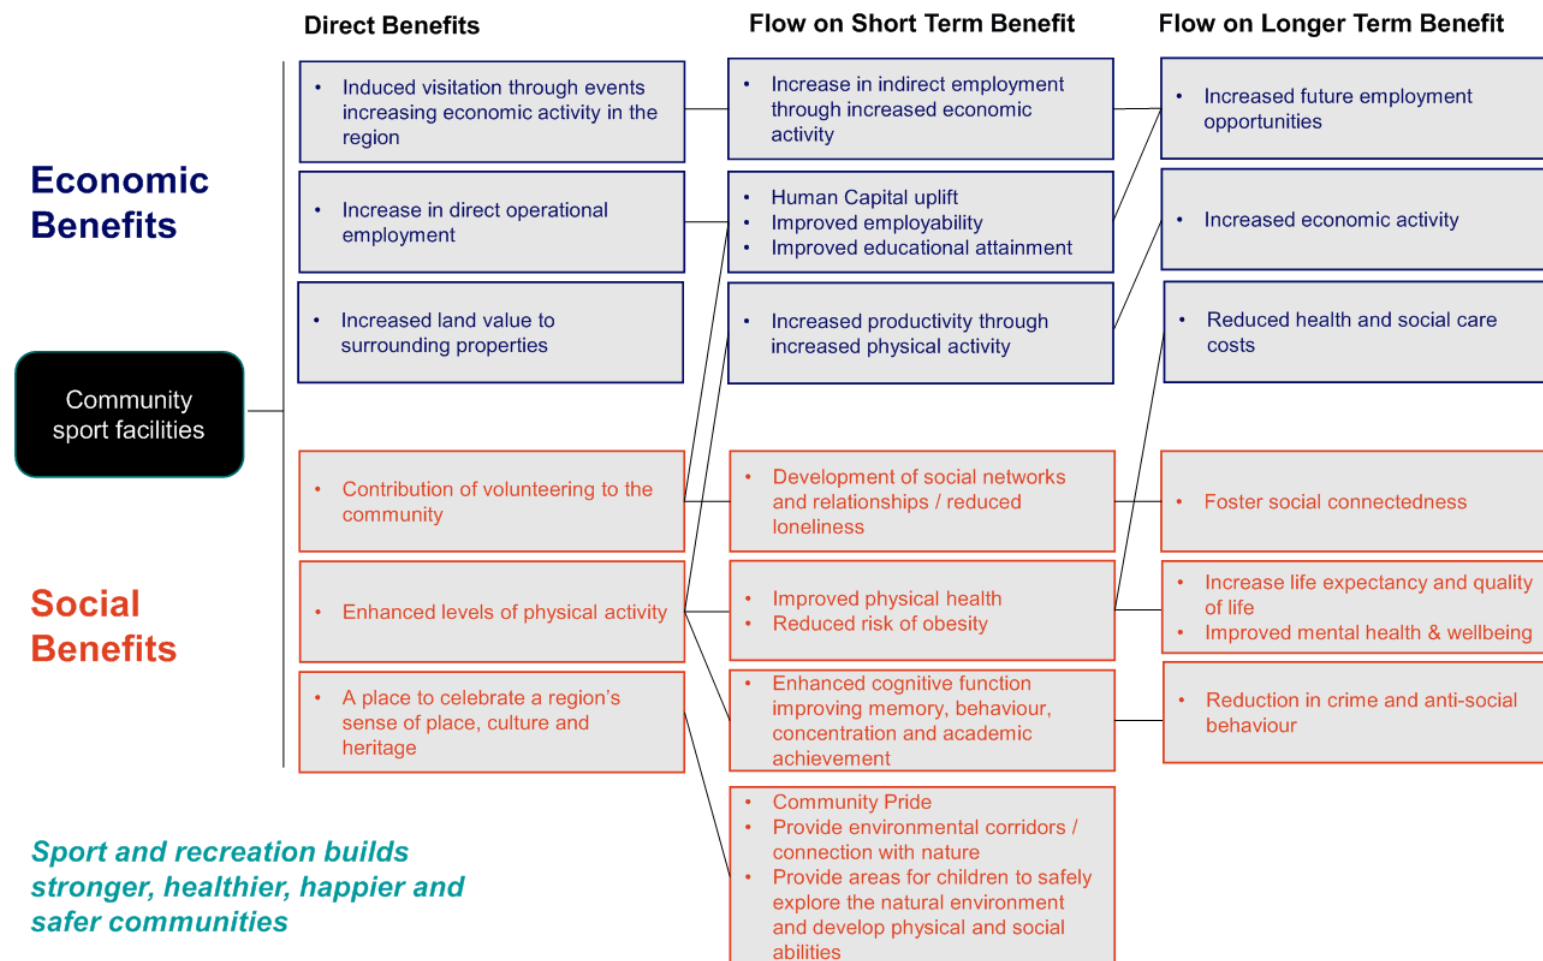 Direct Benefits
Flow on Short Term Benefit
Flow on Longer Term Benefit
Economic
Benefits
• Induced visitation through events
increasing economic activity in the
region
• Increase in indirect employment
through increased economic
activity
• Increased future employment
opportunities
• Increase in direct operational
employment
• Human Capital uplift
• Improved employability
• Improved educational attainment
• Increased economic activity
• Increased land value to
surrounding properties
• Increased productivity through
increased physical activity
• Reduced health and social care
costs
Community
sport facilities
Social
Benefits
• Contribution of volunteering to the
community
• Development of social networks
and relationships / reduced
loneliness
• Foster social connectedness
• Enhanced levels of physical activity
• Improved physical health
• Reduced risk of obesity
• Increase life expectancy and quality
of life
• Improved mental health & wellbeing
• A place to celebrate a region's
sense of place, culture and
heritage
• Enhanced cognitive function
improving memory, behaviour,
concentration and academic
achievement
• Reduction in crime and anti-social
behaviour
• Community Pride
• Provide environmental corridors /
connection with nature
• Provide areas for children to safely
explore the natural environment
and develop physical and social
abilities
Sport and recreation builds
stronger, healthier, happier and
safer communities